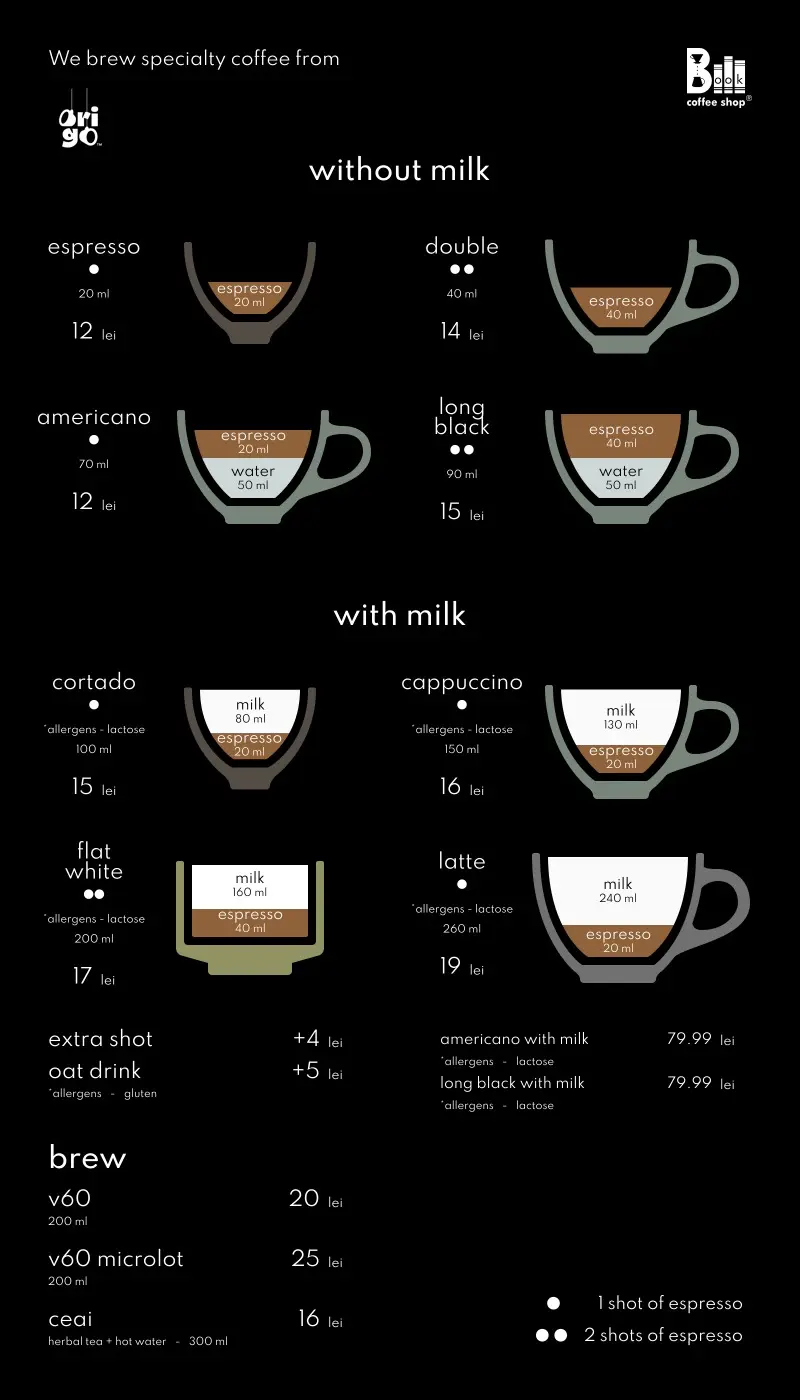 We brew specialty coffee from
origo™
Book
coffee shop®
without milk
espresso
20 ml
12 lei
espresso
20 ml
double
40 ml
14 lei
espresso
40 ml
americano
70 ml
12 lei
espresso
20 ml
water
50 ml
long
black
90 ml
15 lei
espresso
40 ml
water
50 ml
with milk
cortado
*allergens - lactose
100 ml
15 lei
milk
80 ml
espresso
20 ml
cappuccino
*allergens - lactose
150 ml
16 lei
milk
130 ml
espresso
20 ml
flat
white
*allergens - lactose
200 ml
17 lei
milk
160 ml
espresso
40 ml
latte
*allergens - lactose
260 ml
19 lei
milk
240 ml
espresso
20 ml
extra shot +4 lei
oat drink +5 lei
*allergens - gluten
americano with milk 79.99 lei
*allergens - lactose
long black with milk 79.99 lei
*allergens - lactose
brew
v60 20 lei
200 ml
v60 microlot 25 lei
200 ml
ceai 16 lei
herbal tea + hot water - 300 ml
1 shot of espresso
2 shots of espresso